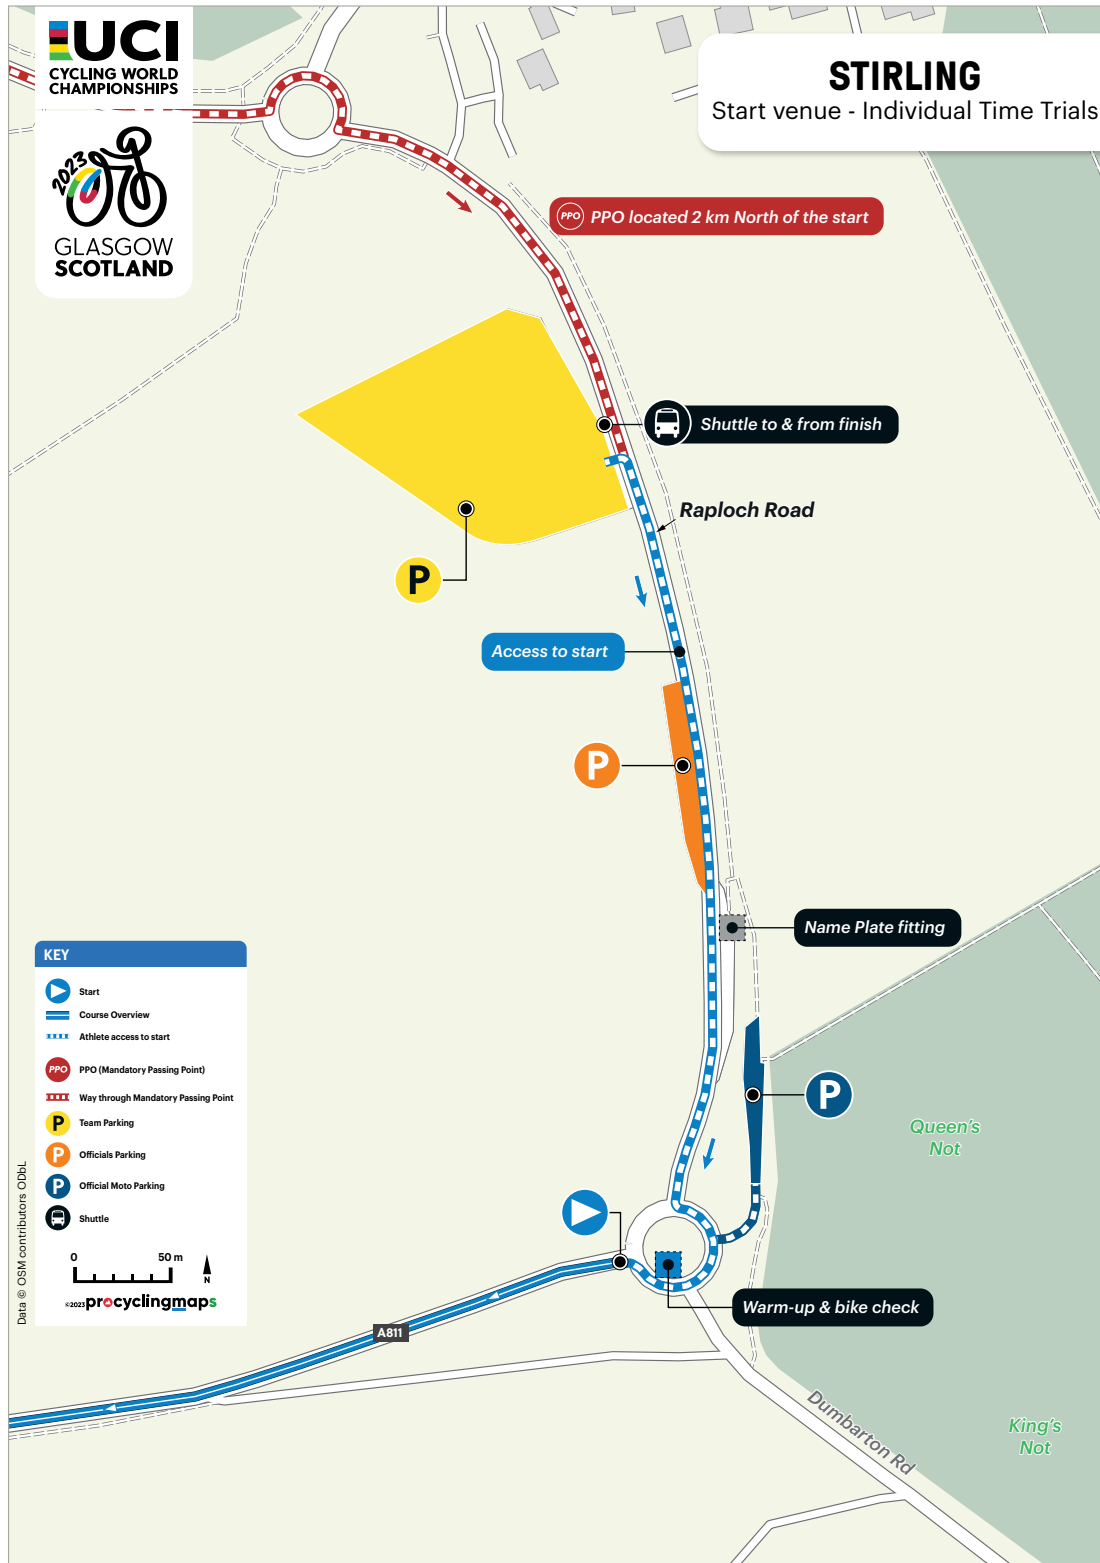 UCI
CYCLING WORLD
CHAMPIONSHIPS
2023
GLASGOW
SCOTLAND
STIRLING
Start venue - Individual Time Trials
PPO PPO located 2 km North of the start
Shuttle to & from finish
Raploch Road
P
Access to start
P
Name Plate fitting
P
Queen's
Not
Warm-up & bike check
A811
Dumbarton Rd
King's
Not
KEY
Start
Course Overview
Athlete access to start
PPO PPO (Mandatory Passing Point)
Way through Mandatory Passing Point
P Team Parking
P Officials Parking
P Official Moto Parking
Shuttle
0 50 m
N
©2023 procyclingmaps
Data © OSM contributors ODbL